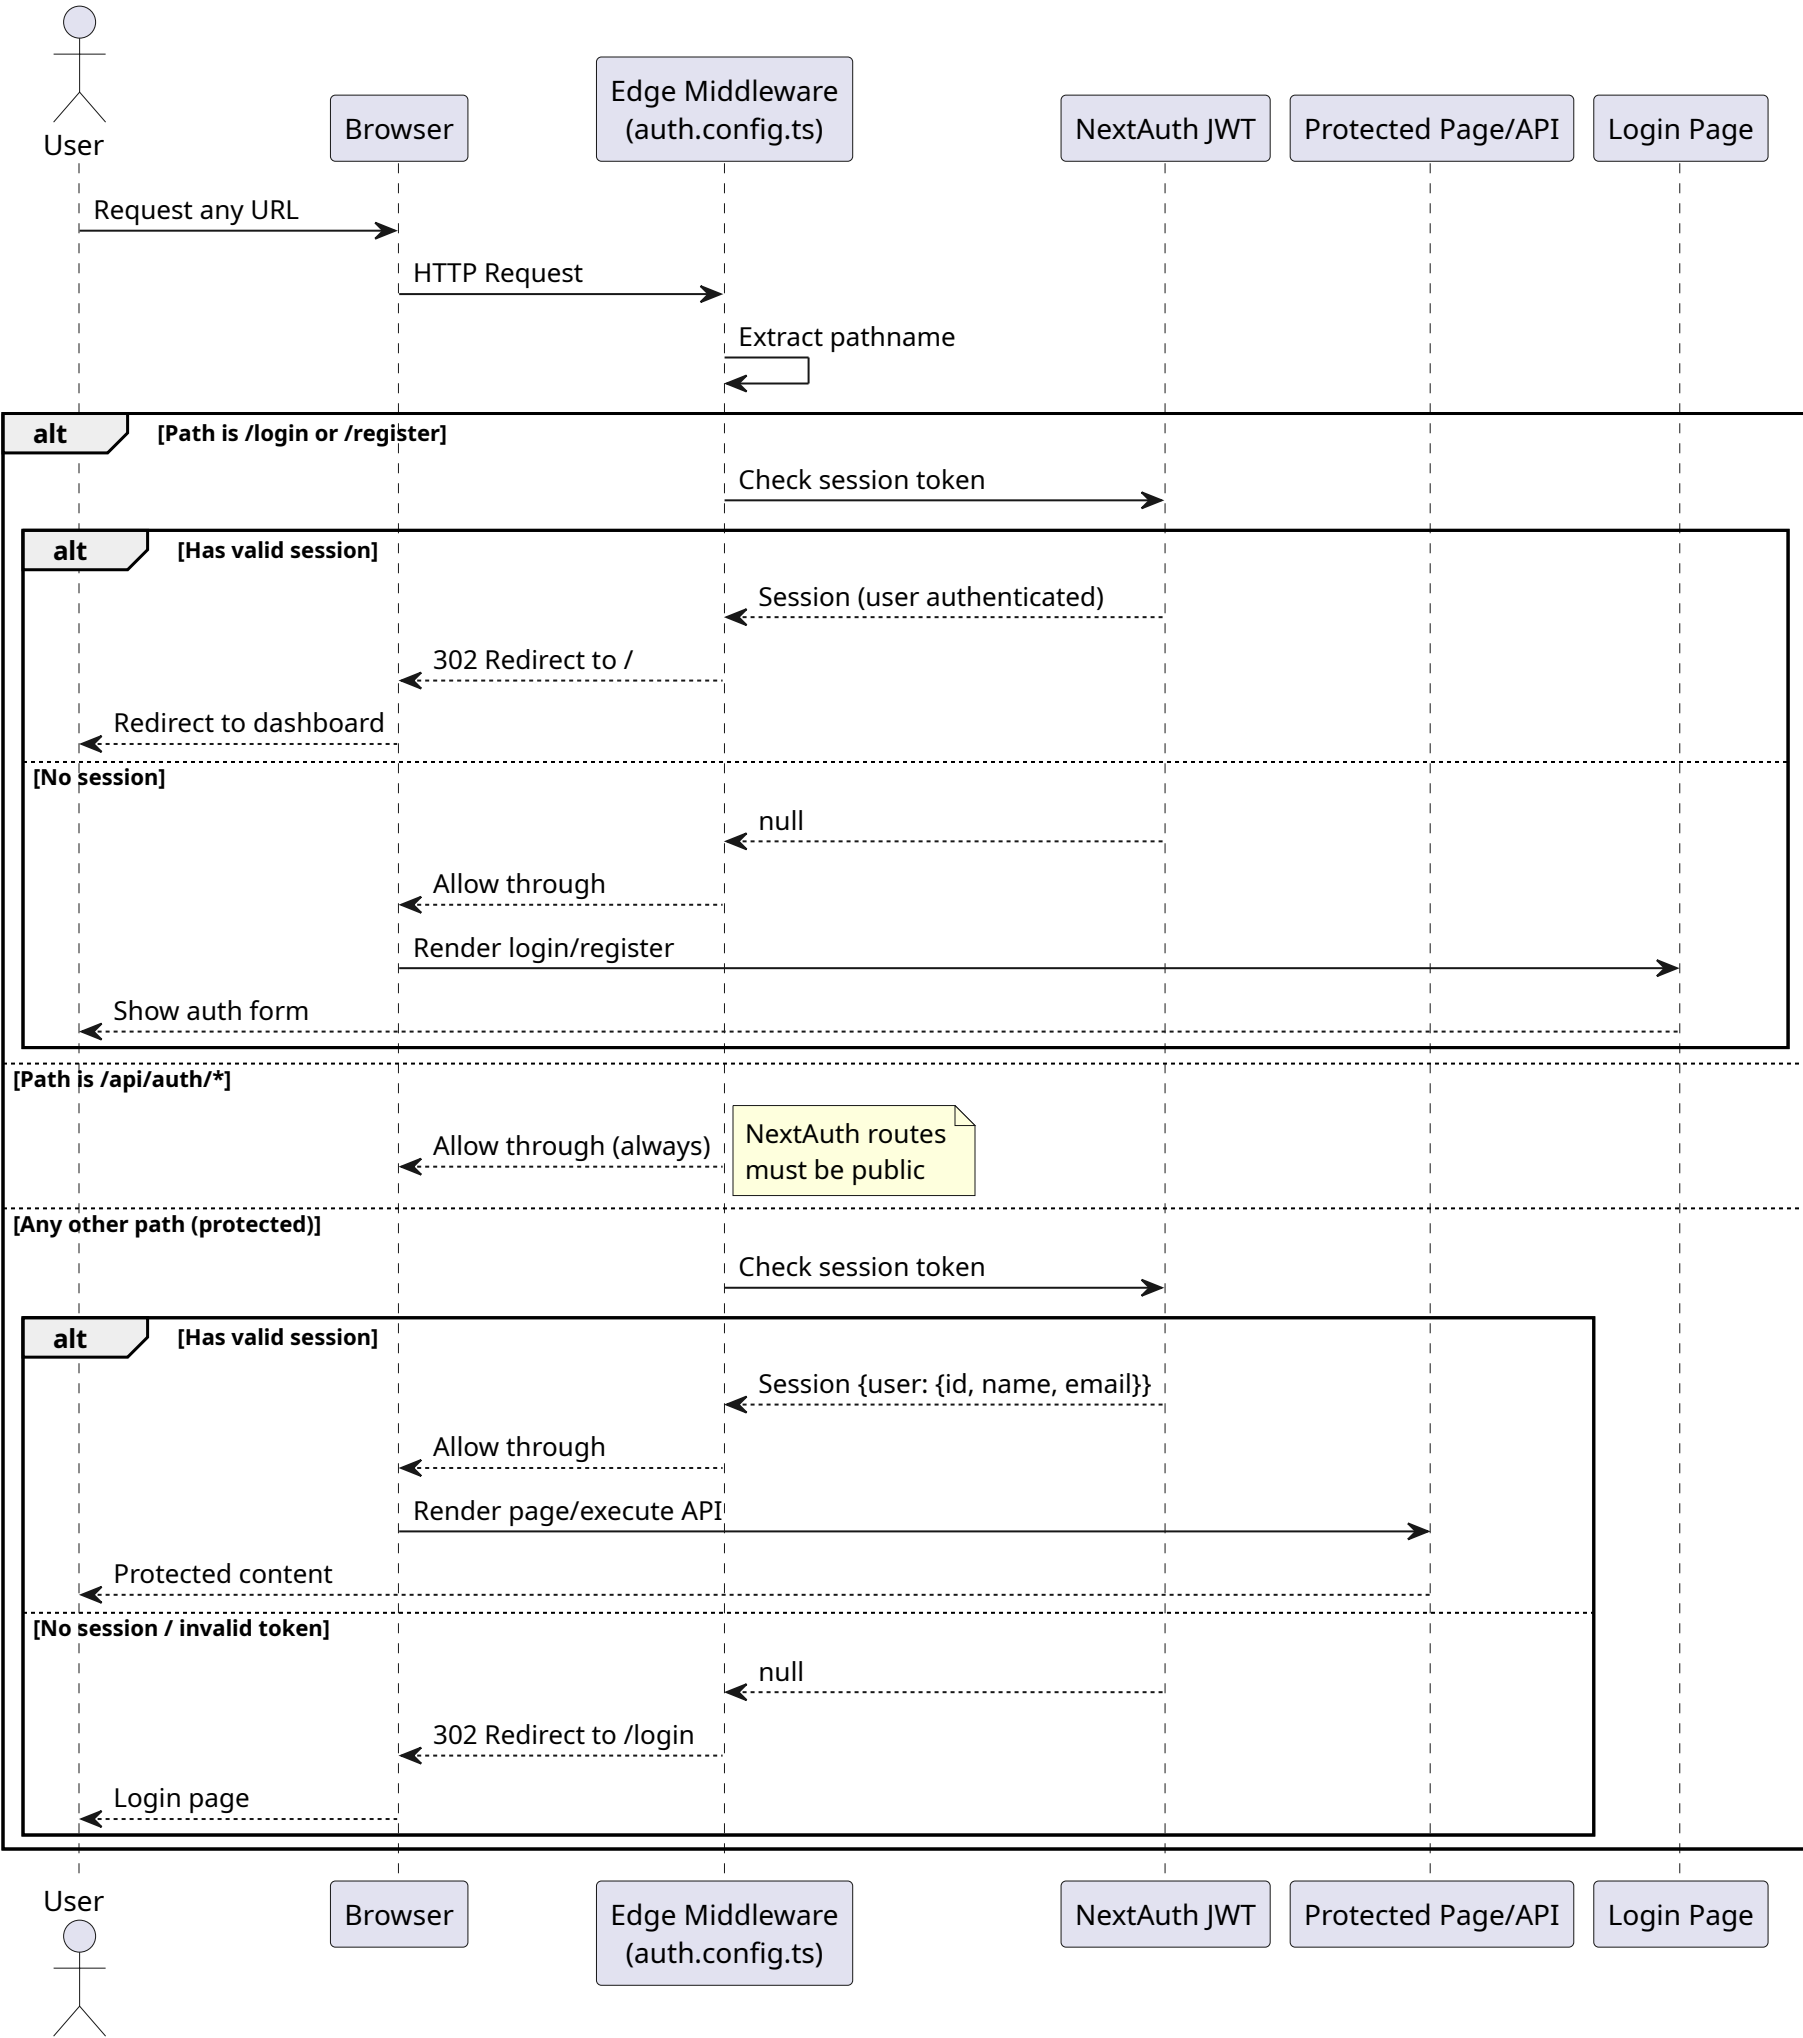 User
Browser
Edge Middleware
(auth.config.ts)
NextAuth JWT
Protected Page/API
Login Page
Request any URL
HTTP Request
Extract pathname
alt [Path is /login or /register]
Check session token
alt [Has valid session]
Session (user authenticated)
302 Redirect to /
Redirect to dashboard
[No session]
null
Allow through
Render login/register
Show auth form
[Path is /api/auth/*]
Allow through (always)
NextAuth routes
must be public
[Any other path (protected)]
Check session token
alt [Has valid session]
Session {user: {id, name, email}}
Allow through
Render page/execute API
Protected content
[No session / invalid token]
null
302 Redirect to /login
Login page
User
Browser
Edge Middleware
(auth.config.ts)
NextAuth JWT
Protected Page/API
Login Page